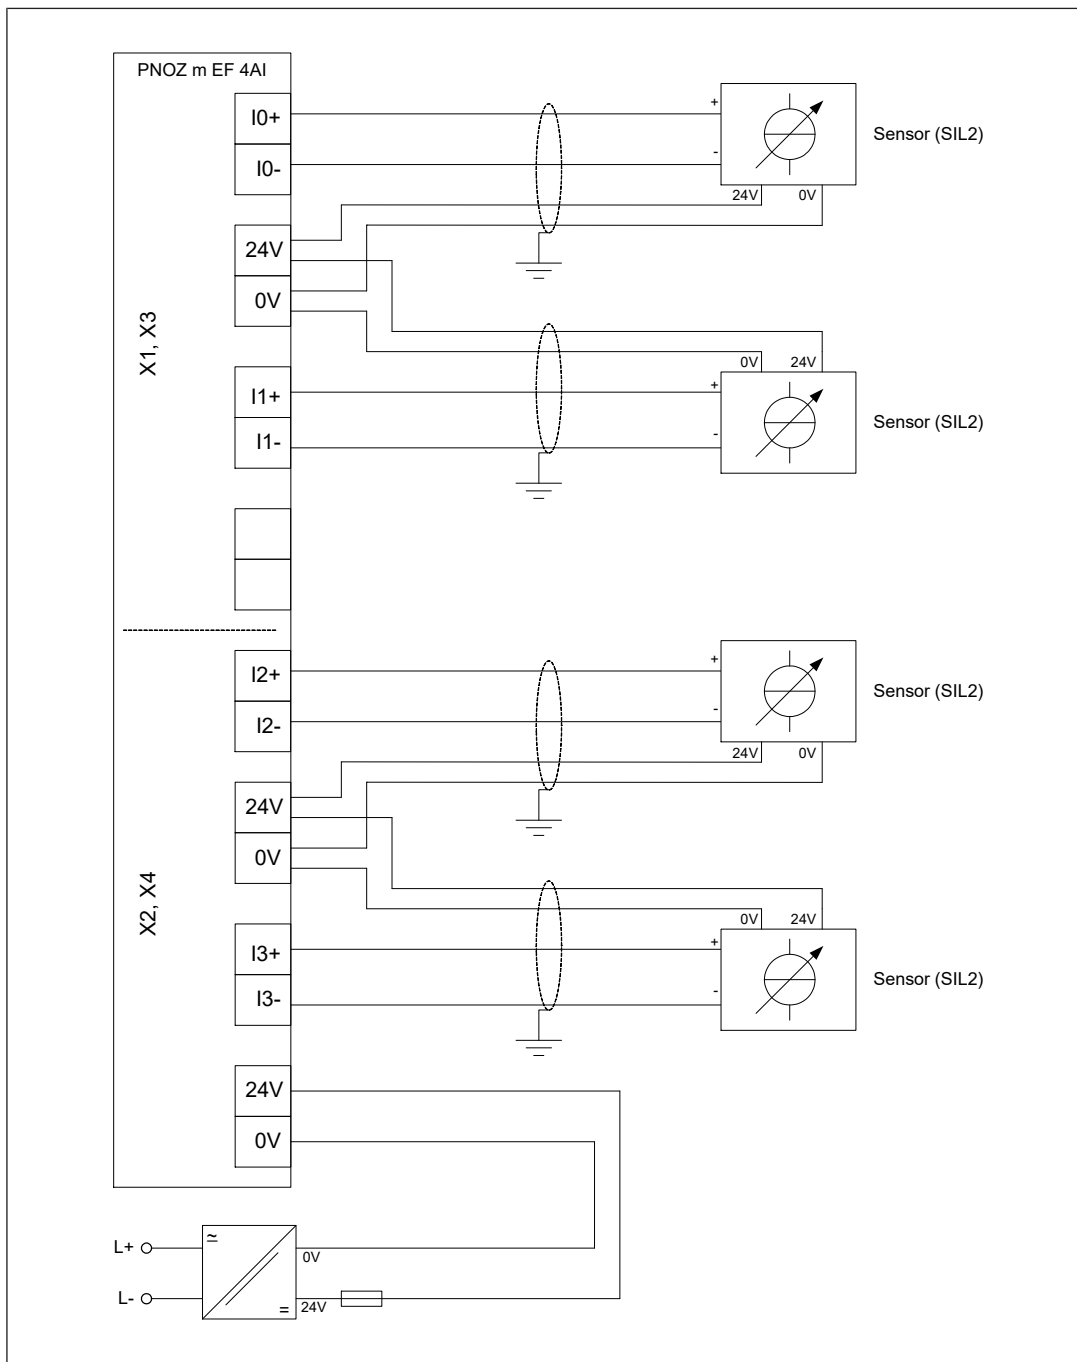 PNOZ m EF 4AI
I0+
+
Sensor (SIL2)
I0-
-
24V
0V
24V
0V
X1, X3
0V
24V
I1+
+
Sensor (SIL2)
I1-
-
I2+
+
Sensor (SIL2)
I2-
-
24V
0V
24V
0V
X2, X4
0V
24V
I3+
+
Sensor (SIL2)
I3-
-
24V
0V
L+
≃
0V
L-
=
24V